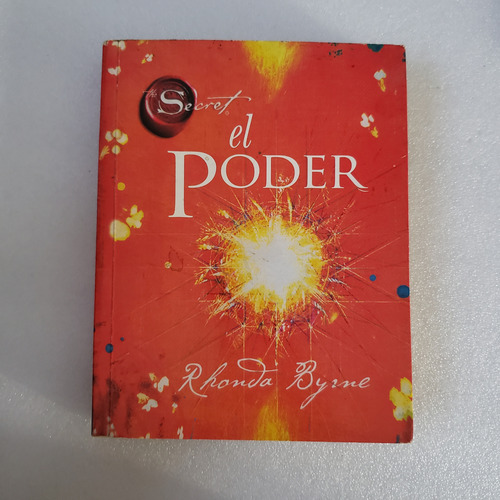 The Secret
el
PODER
Rhonda Byrne